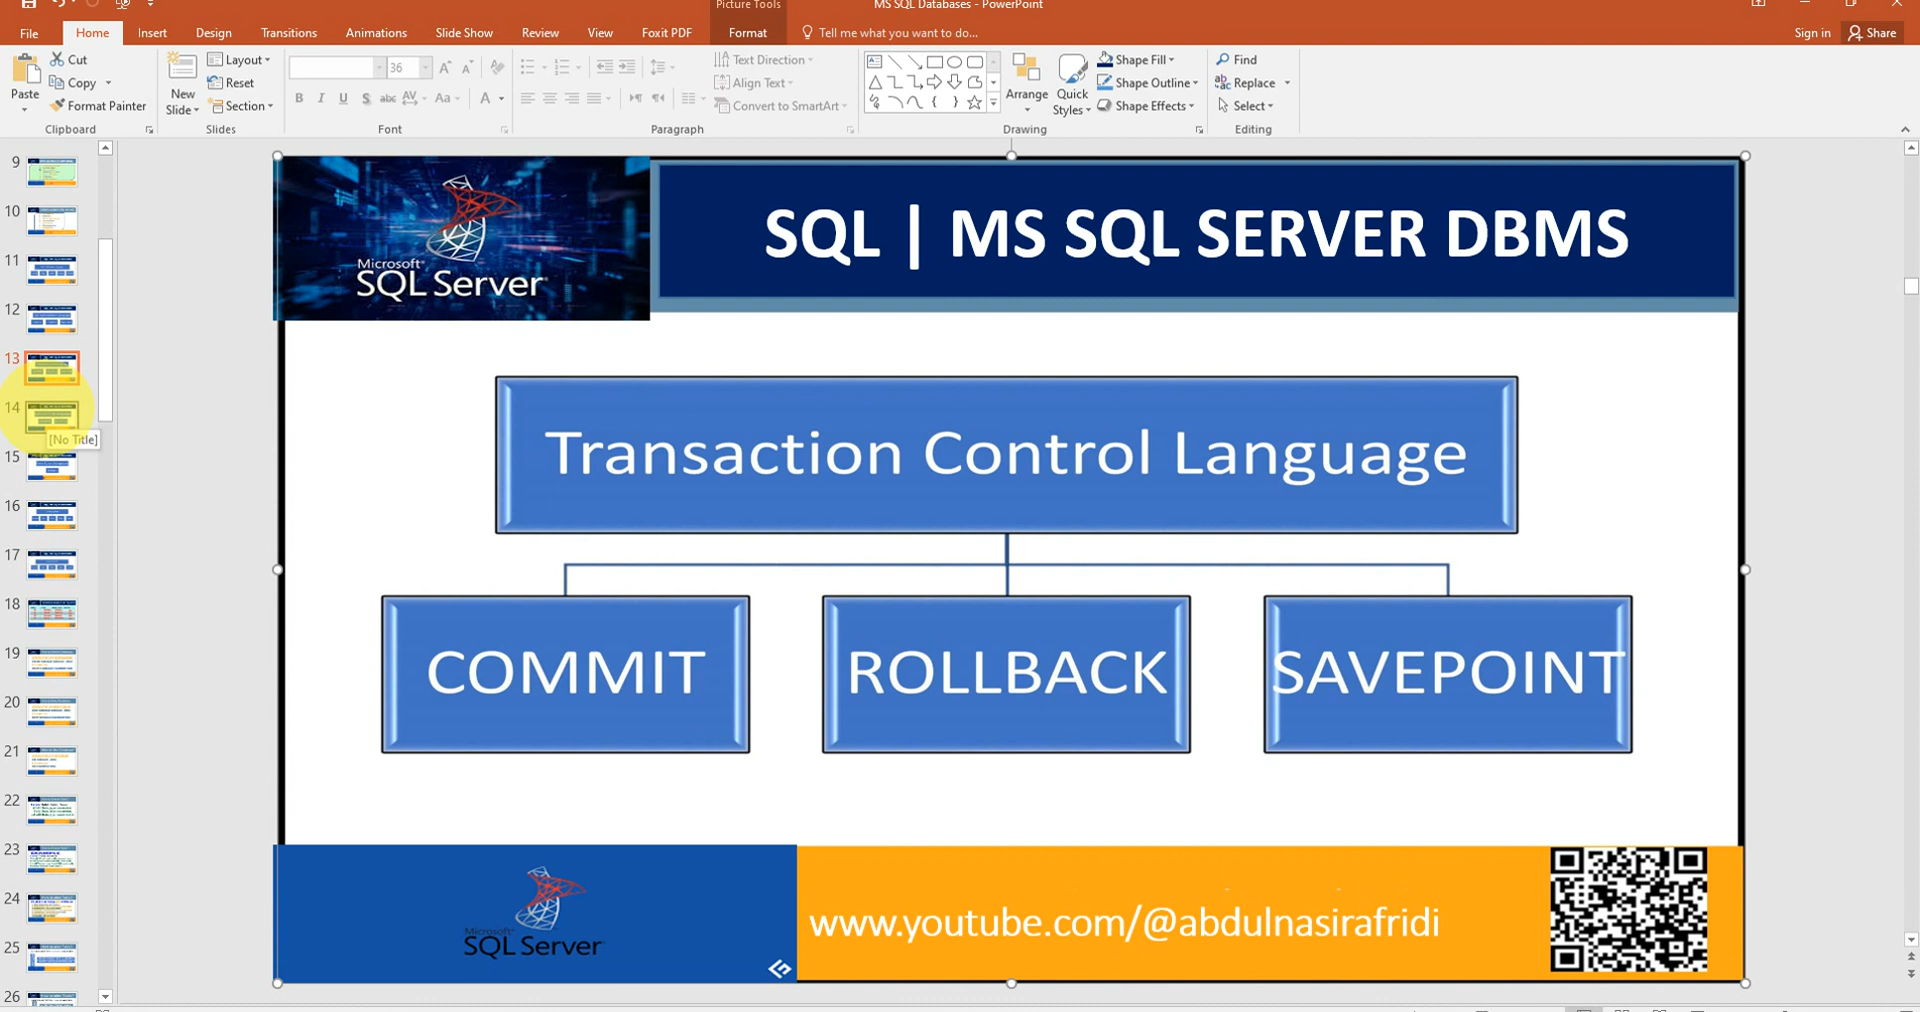 Picture Tools
MS SQL Databases - PowerPoint
File Home Insert Design Transitions Animations Slide Show Review View Foxit PDF Format Tell me what you want to do... Sign in Share
Paste
Cut
Copy
Format Painter
Clipboard
New Slide
Layout
Reset
Section
Slides
36
B I U S abc AV Aa A
Font
Text Direction
Align Text
Convert to SmartArt
Paragraph
Arrange
Quick Styles
Shape Fill
Shape Outline
Shape Effects
Drawing
Find
Replace
Select
Editing
9
10
11
12
13
14
[No Title]
15
16
17
18
19
20
21
22
23
24
25
26
Microsoft
SQL Server
SQL | MS SQL SERVER DBMS
Transaction Control Language
COMMIT
ROLLBACK
SAVEPOINT
Microsoft
SQL Server
www.youtube.com/@abdulnasirafridi